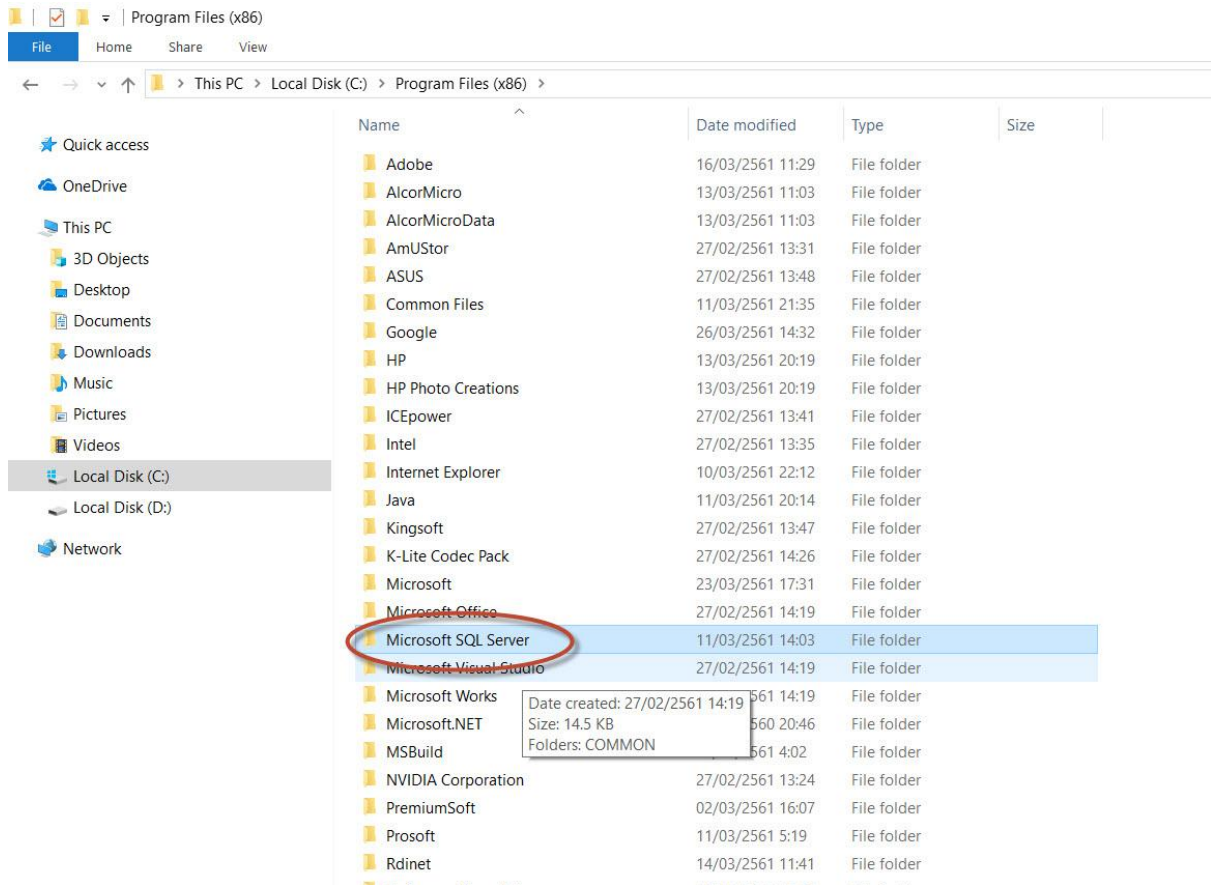 Program Files (x86)
File Home Share View
This PC > Local Disk (C:) > Program Files (x86) >
Quick access
OneDrive
This PC
3D Objects
Desktop
Documents
Downloads
Music
Pictures
Videos
Local Disk (C:)
Local Disk (D:)
Network
Name Date modified Type Size
Adobe 16/03/2561 11:29 File folder
AlcorMicro 13/03/2561 11:03 File folder
AlcorMicroData 13/03/2561 11:03 File folder
AmUStor 27/02/2561 13:31 File folder
ASUS 27/02/2561 13:48 File folder
Common Files 11/03/2561 21:35 File folder
Google 26/03/2561 14:32 File folder
HP 13/03/2561 20:19 File folder
HP Photo Creations 13/03/2561 20:19 File folder
ICEpower 27/02/2561 13:41 File folder
Intel 27/02/2561 13:35 File folder
Internet Explorer 10/03/2561 22:12 File folder
Java 11/03/2561 20:14 File folder
Kingsoft 27/02/2561 13:47 File folder
K-Lite Codec Pack 27/02/2561 14:26 File folder
Microsoft 23/03/2561 17:31 File folder
Microsoft Office 27/02/2561 14:19 File folder
Microsoft SQL Server 11/03/2561 14:03 File folder
Microsoft Visual Studio 27/02/2561 14:19 File folder
Microsoft Works 561 14:19 File folder
Microsoft.NET 560 20:46 File folder
MSBuild 561 4:02 File folder
Date created: 27/02/2561 14:19
Size: 14.5 KB
Folders: COMMON
NVIDIA Corporation 27/02/2561 13:24 File folder
PremiumSoft 02/03/2561 16:07 File folder
Prosoft 11/03/2561 5:19 File folder
Rdinet 14/03/2561 11:41 File folder